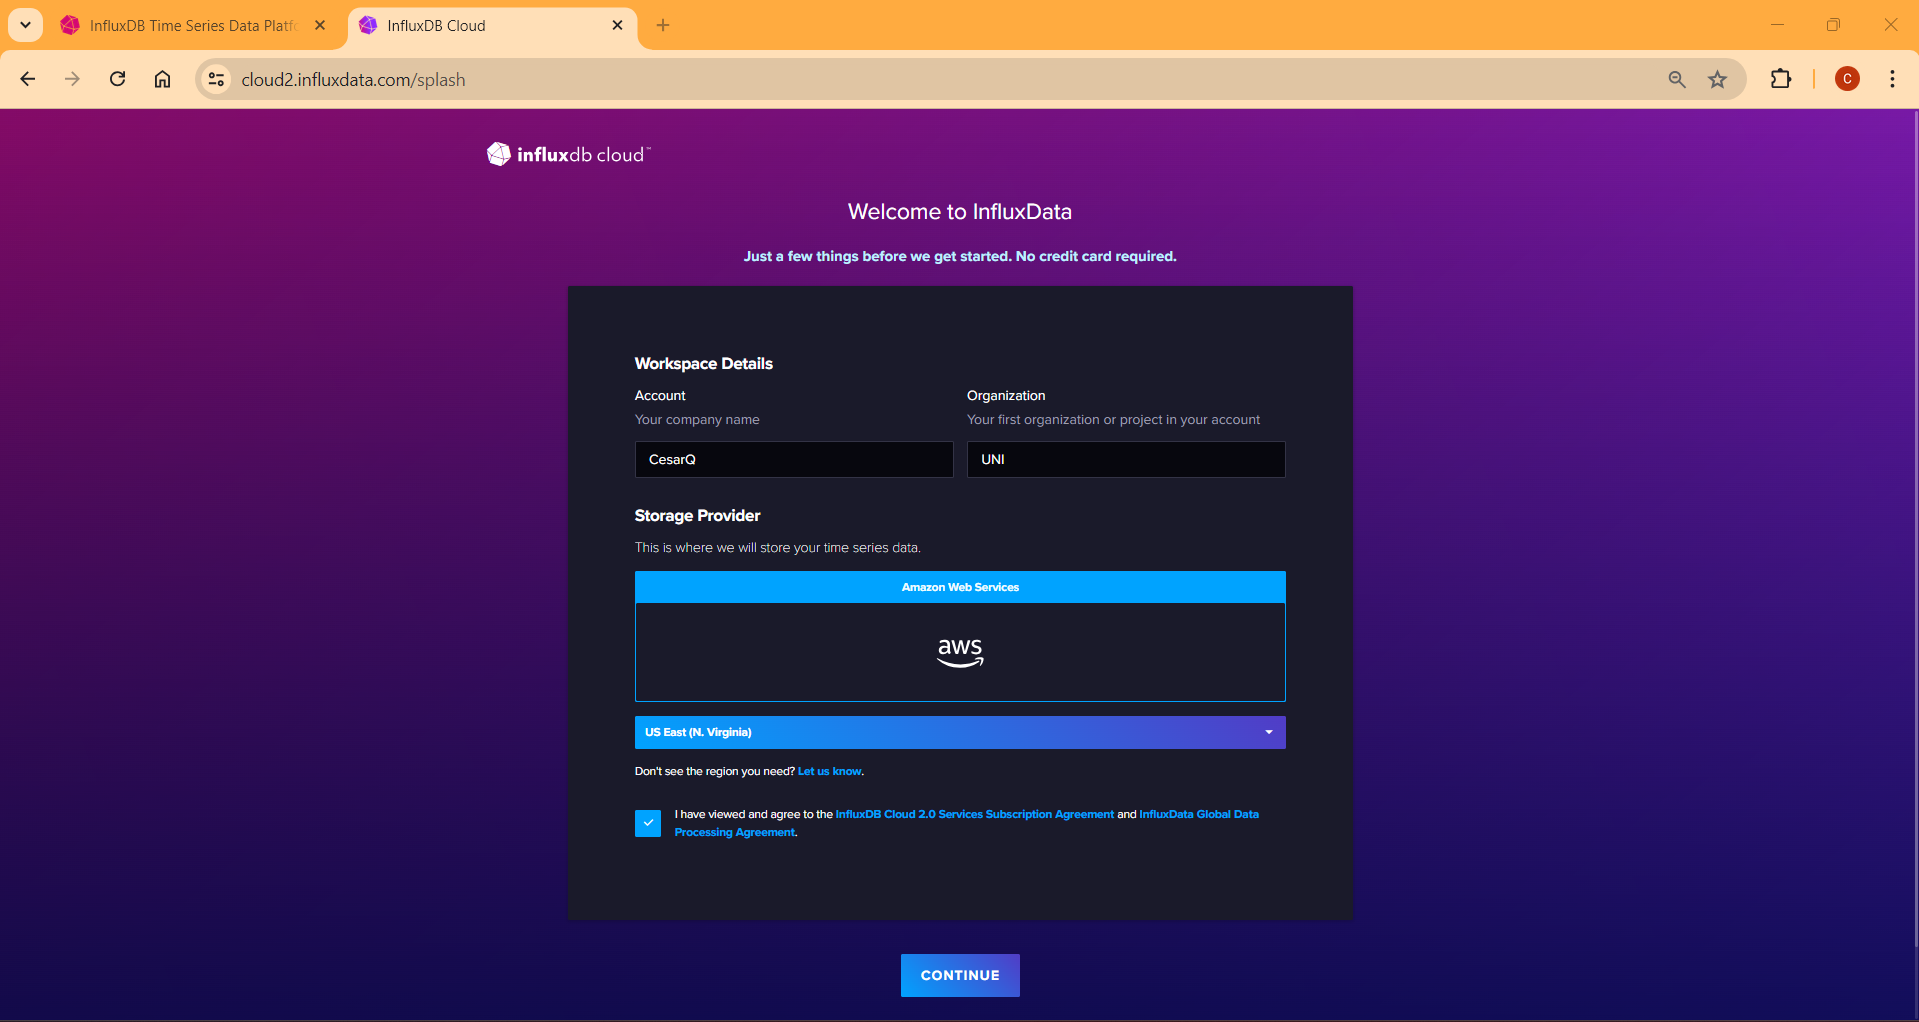 InfluxDB Time Series Data Platfo
InfluxDB Cloud
cloud2.influxdata.com/splash
C
influxdb cloud™
Welcome to InfluxData
Just a few things before we get started. No credit card required.
Workspace Details
Account
Organization
Your company name
Your first organization or project in your account
CesarQ
UNI
Storage Provider
This is where we will store your time series data.
Amazon Web Services
aws
US East (N. Virginia)
Don't see the region you need? Let us know.
I have viewed and agree to the InfluxDB Cloud 2.0 Services Subscription Agreement and InfluxData Global Data
Processing Agreement.
CONTINUE